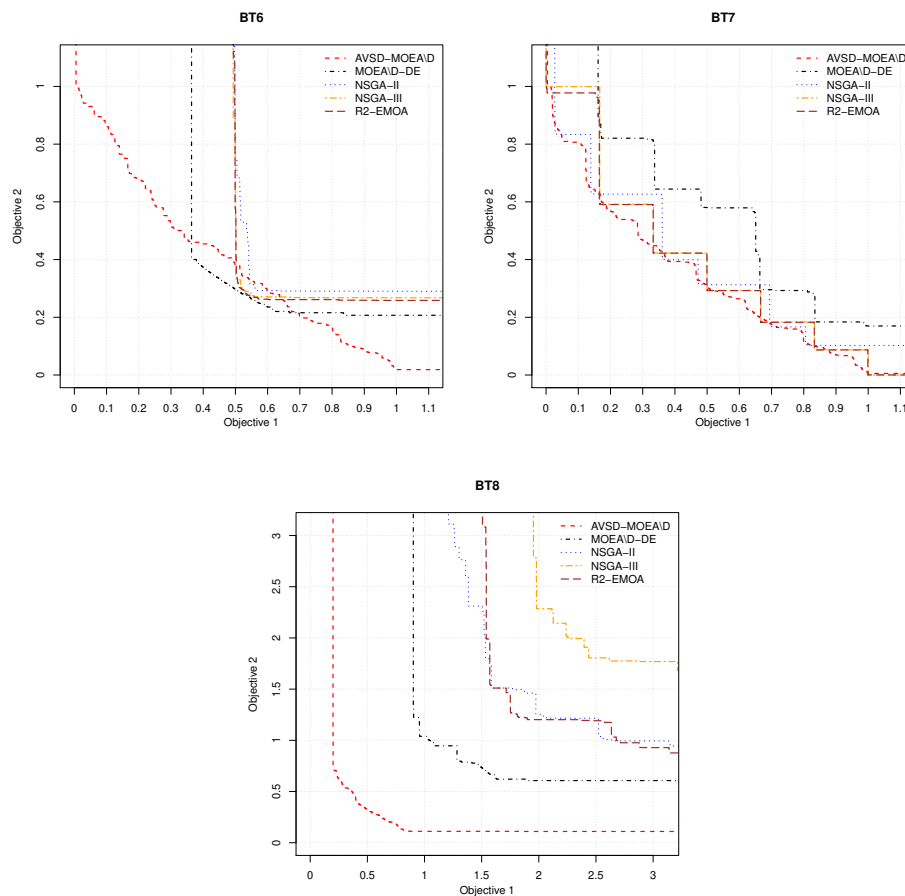 BT6
AVSD-MOEA\D
MOEA\D-DE
NSGA-II
NSGA-III
R2-EMOA
Objective 2
0 0.2 0.4 0.6 0.8 1
0 0.1 0.2 0.3 0.4 0.5 0.6 0.7 0.8 0.9 1 1.1
Objective 1
BT7
AVSD-MOEA\D
MOEA\D-DE
NSGA-II
NSGA-III
R2-EMOA
Objective 2
0 0.2 0.4 0.6 0.8 1
0 0.1 0.2 0.3 0.4 0.5 0.6 0.7 0.8 0.9 1 1.1
Objective 1
BT8
AVSD-MOEA\D
MOEA\D-DE
NSGA-II
NSGA-III
R2-EMOA
Objective 2
0 0.5 1 1.5 2 2.5 3
0 0.5 1 1.5 2 2.5 3
Objective 1